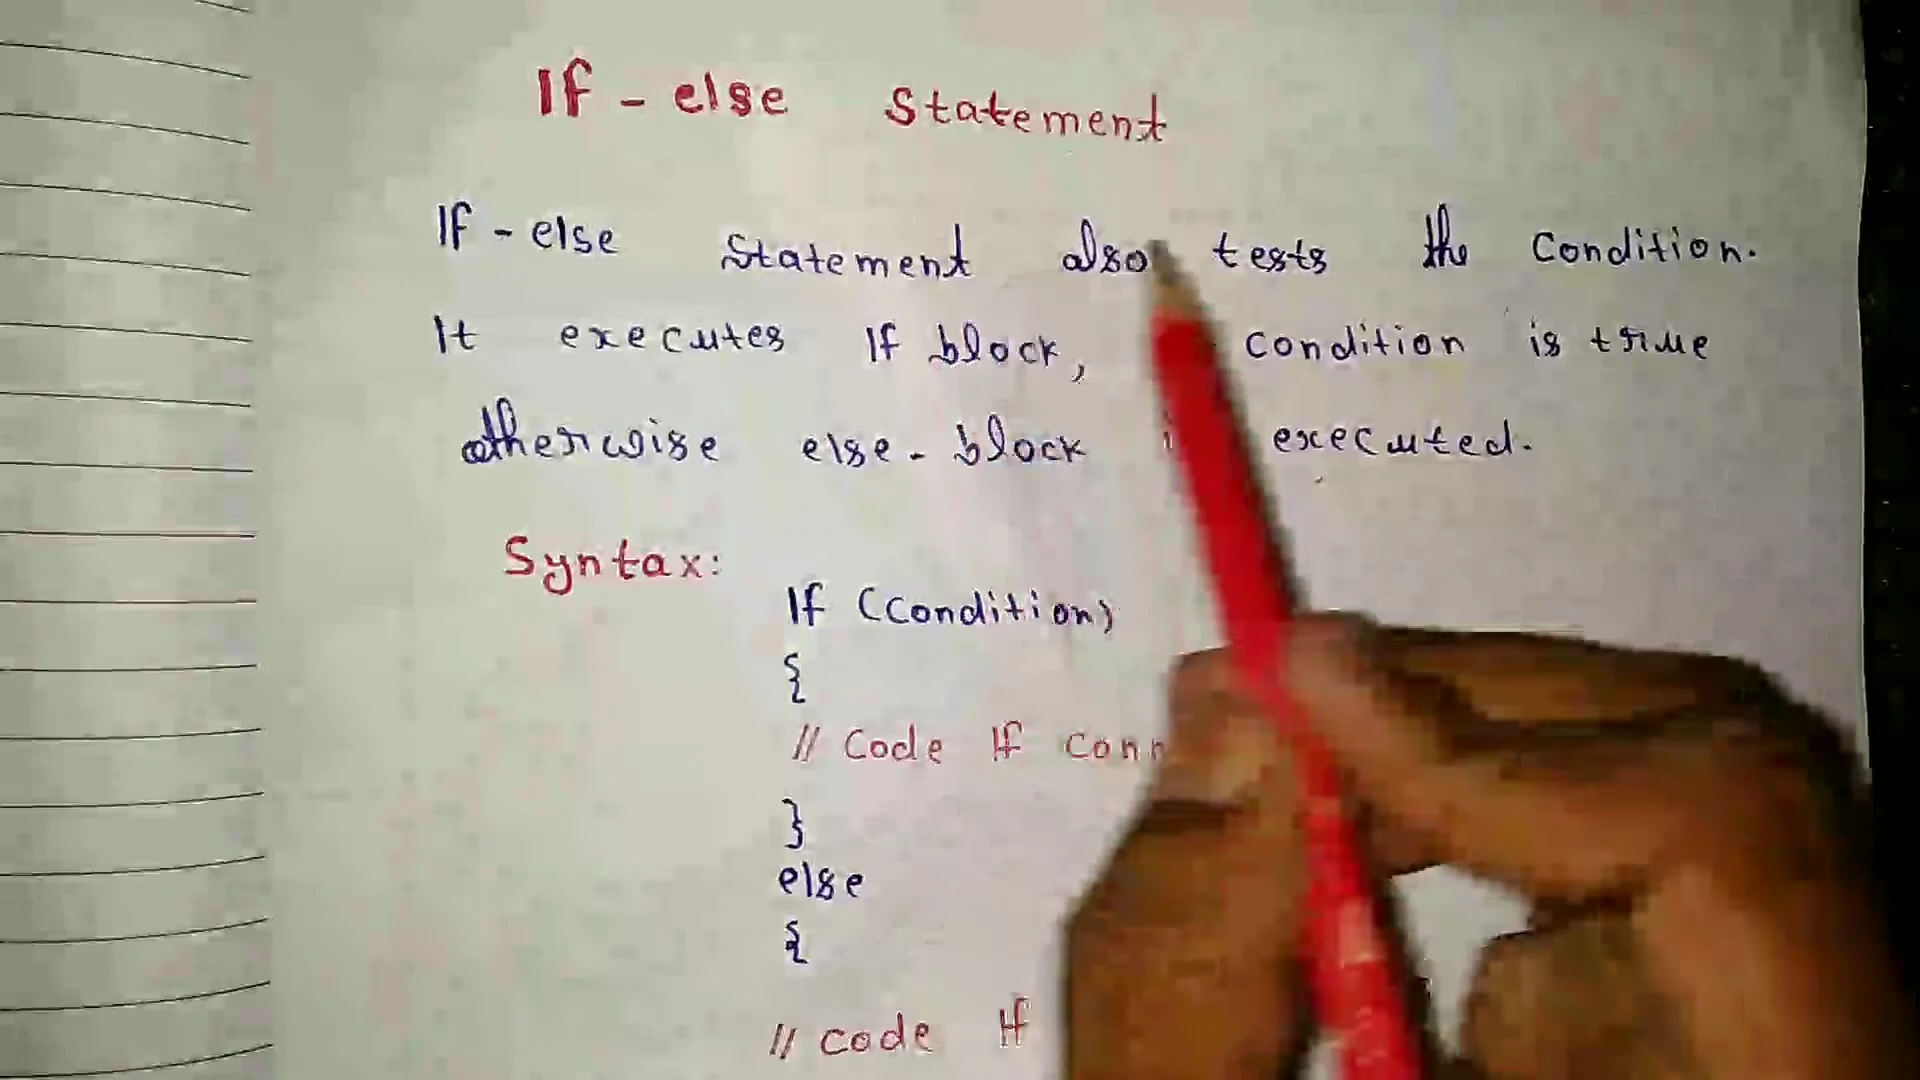 If - else Statement
If - else Statement also tests the Condition.
It executes If block, condition is true
otherwise else - block executed.
Syntax:
If (Condition)
{
// Code If
}
else
{
// code If